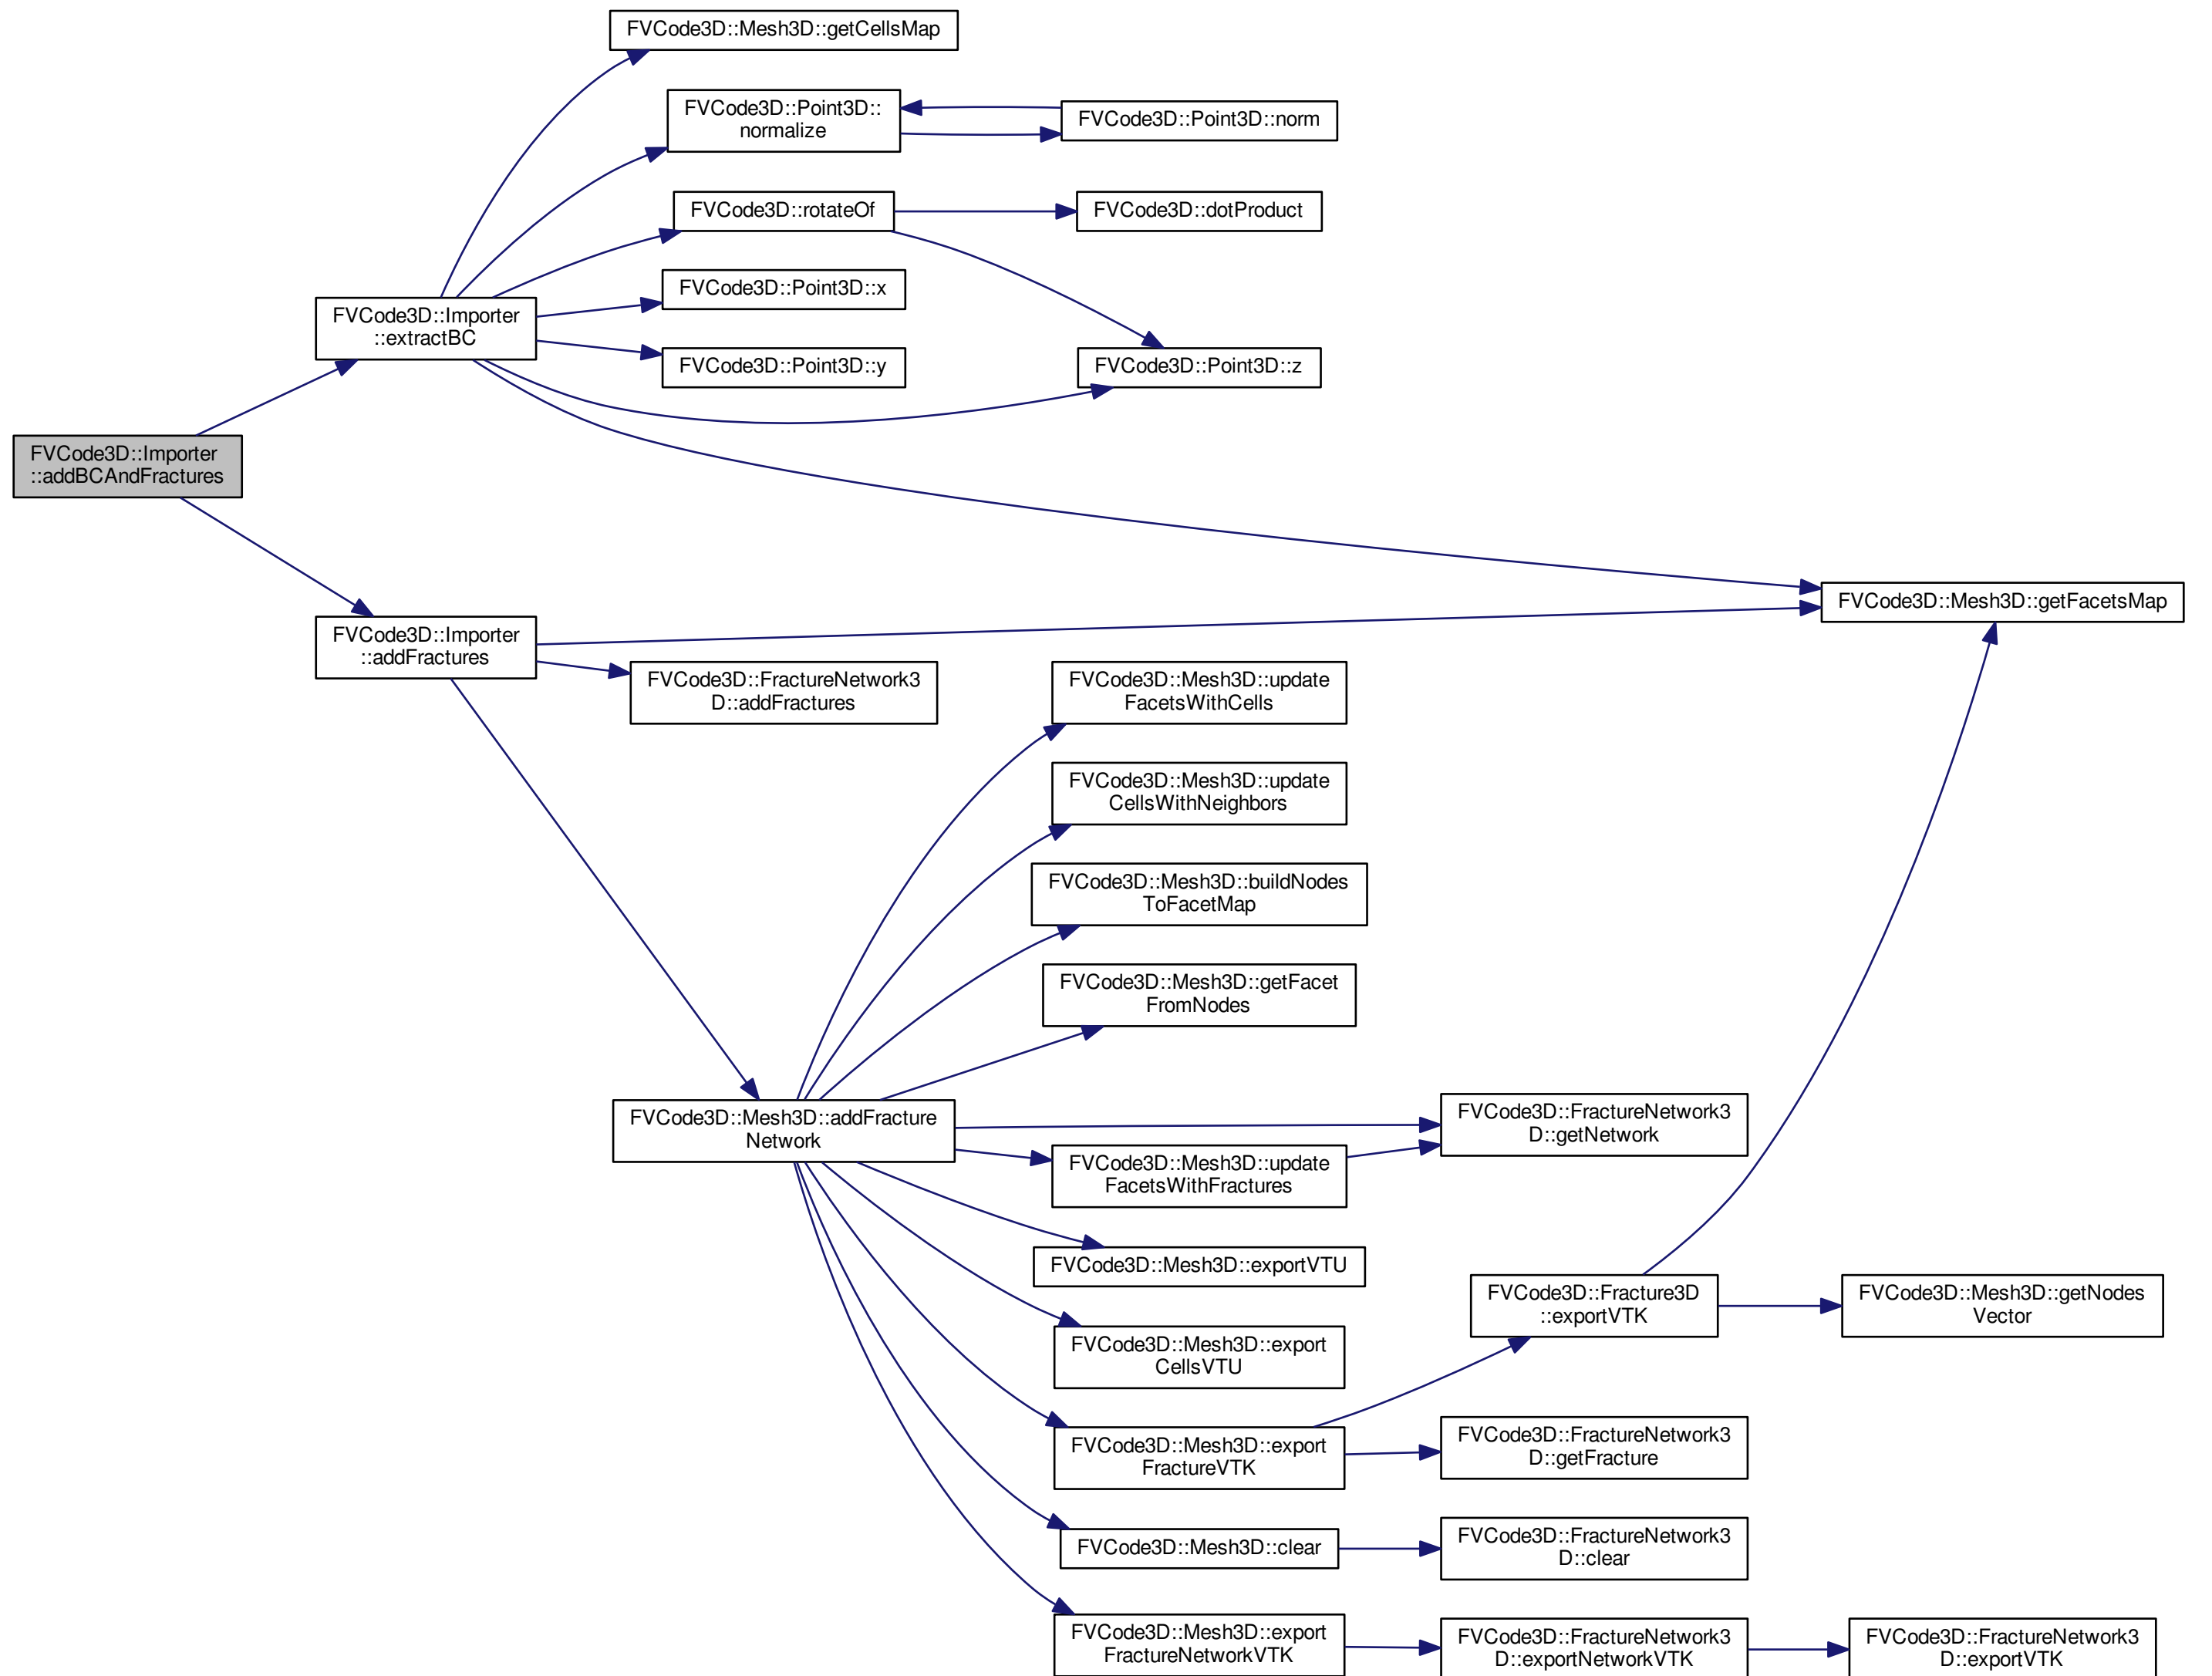 FVCode3D::Mesh3D::getCellsMap
FVCode3D::Point3D::
normalize
FVCode3D::Point3D::norm
FVCode3D::rotateOf
FVCode3D::dotProduct
FVCode3D::Point3D::x
FVCode3D::Importer
::extractBC
FVCode3D::Point3D::y
FVCode3D::Point3D::z
FVCode3D::Importer
::addBCAndFractures
FVCode3D::Mesh3D::getFacetsMap
FVCode3D::Importer
::addFractures
FVCode3D::FractureNetwork3
D::addFractures
FVCode3D::Mesh3D::update
FacetsWithCells
FVCode3D::Mesh3D::update
CellsWithNeighbors
FVCode3D::Mesh3D::buildNodes
ToFacetMap
FVCode3D::Mesh3D::getFacet
FromNodes
FVCode3D::Mesh3D::addFracture
Network
FVCode3D::FractureNetwork3
D::getNetwork
FVCode3D::Mesh3D::update
FacetsWithFractures
FVCode3D::Mesh3D::exportVTU
FVCode3D::Fracture3D
::exportVTK
FVCode3D::Mesh3D::getNodes
Vector
FVCode3D::Mesh3D::export
CellsVTU
FVCode3D::Mesh3D::export
FractureVTK
FVCode3D::FractureNetwork3
D::getFracture
FVCode3D::Mesh3D::clear
FVCode3D::FractureNetwork3
D::clear
FVCode3D::Mesh3D::export
FractureNetworkVTK
FVCode3D::FractureNetwork3
D::exportNetworkVTK
FVCode3D::FractureNetwork3
D::exportVTK